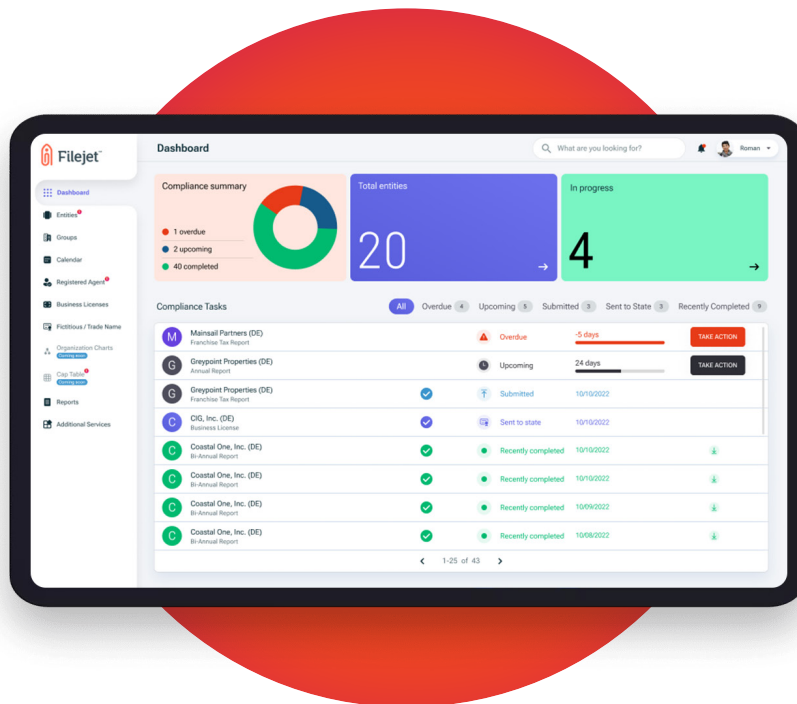 Filejet™
Dashboard
What are you looking for?
Roman
Dashboard
Entities
Groups
Calendar
Registered Agent
Business Licenses
Fictitious / Trade Name
Organization Charts
Coming soon
Cap Table
Coming soon
Reports
Additional Services
Compliance summary
1 overdue
2 upcoming
40 completed
Total entities
20
In progress
4
Compliance Tasks
All Overdue 4 Upcoming 5 Submitted 3 Sent to State 3 Recently Completed 9
M Mainsail Partners (DE) Overdue -5 days TAKE ACTION
Franchise Tax Report
G Greypoint Properties (DE) Upcoming 24 days TAKE ACTION
Annual Report
G Greypoint Properties (DE) Submitted 10/10/2022
Franchise Tax Report
C CIG, Inc. (DE) Sent to state 10/10/2022
Business License
C Coastal One, Inc. (DE) Recently completed 10/10/2022
Bi-Annual Report
C Coastal One, Inc. (DE) Recently completed 10/10/2022
Bi-Annual Report
C Coastal One, Inc. (DE) Recently completed 10/09/2022
Bi-Annual Report
C Coastal One, Inc. (DE) Recently completed 10/08/2022
Bi-Annual Report
1-25 of 43